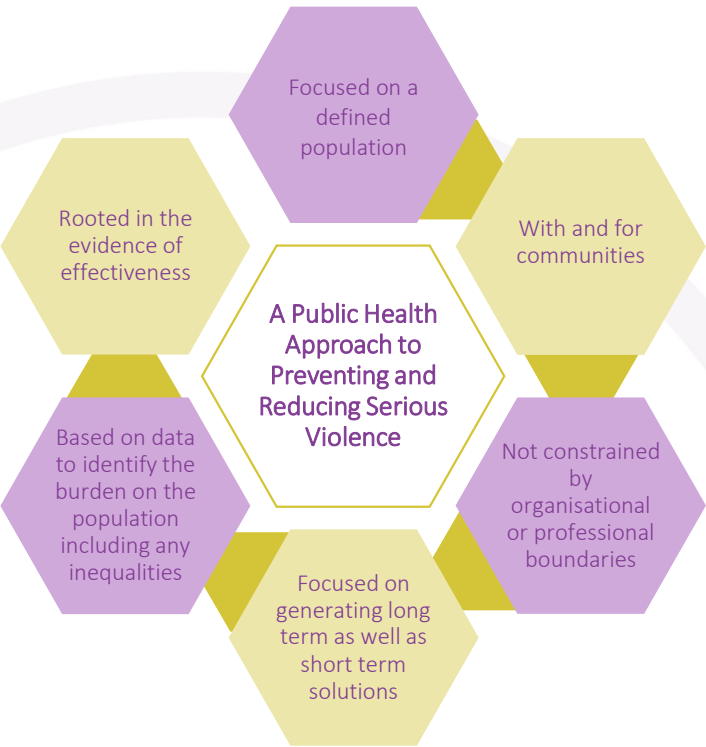 Focused on a
defined
population
With and for
communities
Not constrained
by
organisational
or professional
boundaries
Focused on
generating long
term as well as
short term
solutions
Based on data
to identify the
burden on the
population
including any
inequalities
Rooted in the
evidence of
effectiveness
A Public Health
Approach to
Preventing and
Reducing Serious
Violence